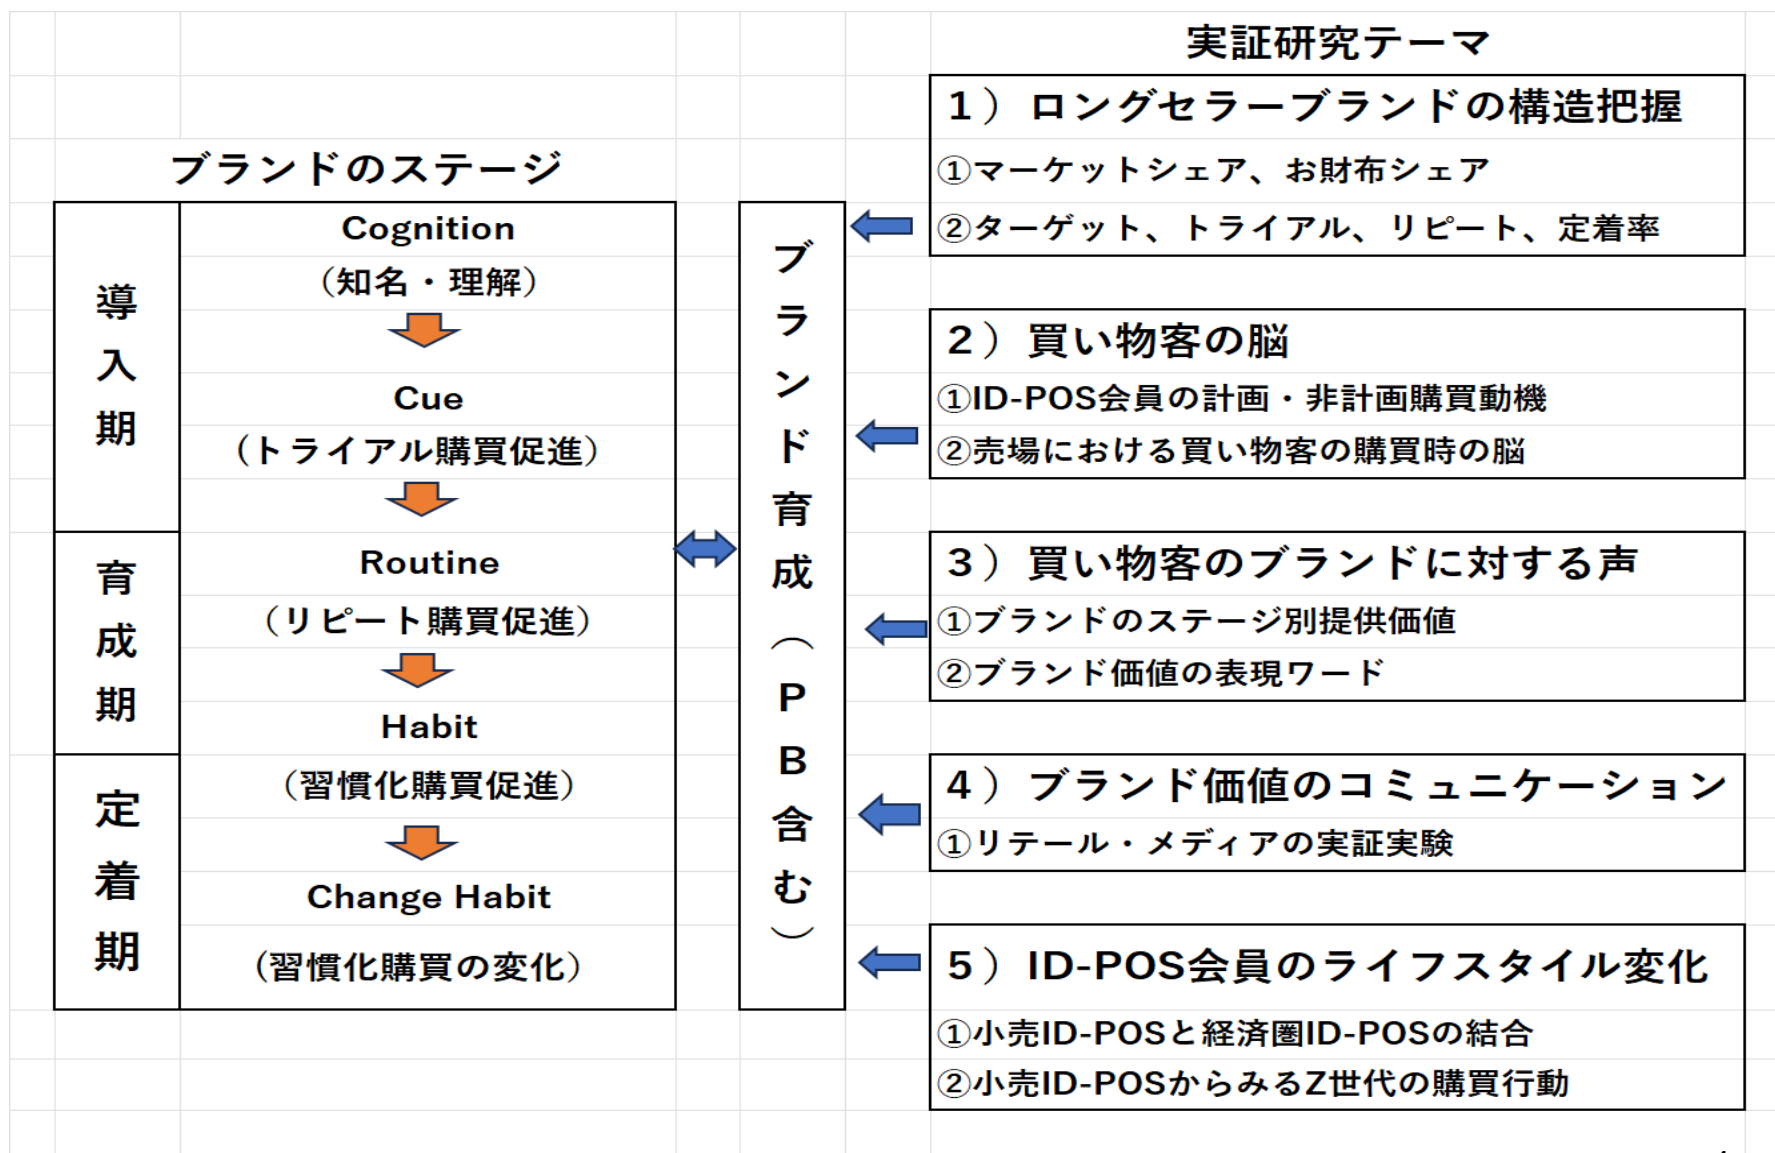 ブランドのステージ
導入期
Cognition
（知名・理解）
Cue
（トライアル購買促進）
育成期
Routine
（リピート購買促進）
Habit
定着期
（習慣化購買促進）
Change Habit
（習慣化購買の変化）
ブランド育成（PB含む）
実証研究テーマ
１）ロングセラーブランドの構造把握
①マーケットシェア、お財布シェア
②ターゲット、トライアル、リピート、定着率
２）買い物客の脳
①ID-POS会員の計画・非計画購買動機
②売場における買い物客の購買時の脳
３）買い物客のブランドに対する声
①ブランドのステージ別提供価値
②ブランド価値の表現ワード
４）ブランド価値のコミュニケーション
①リテール・メディアの実証実験
５）ID-POS会員のライフスタイル変化
①小売ID-POSと経済圏ID-POSの結合
②小売ID-POSからみるZ世代の購買行動